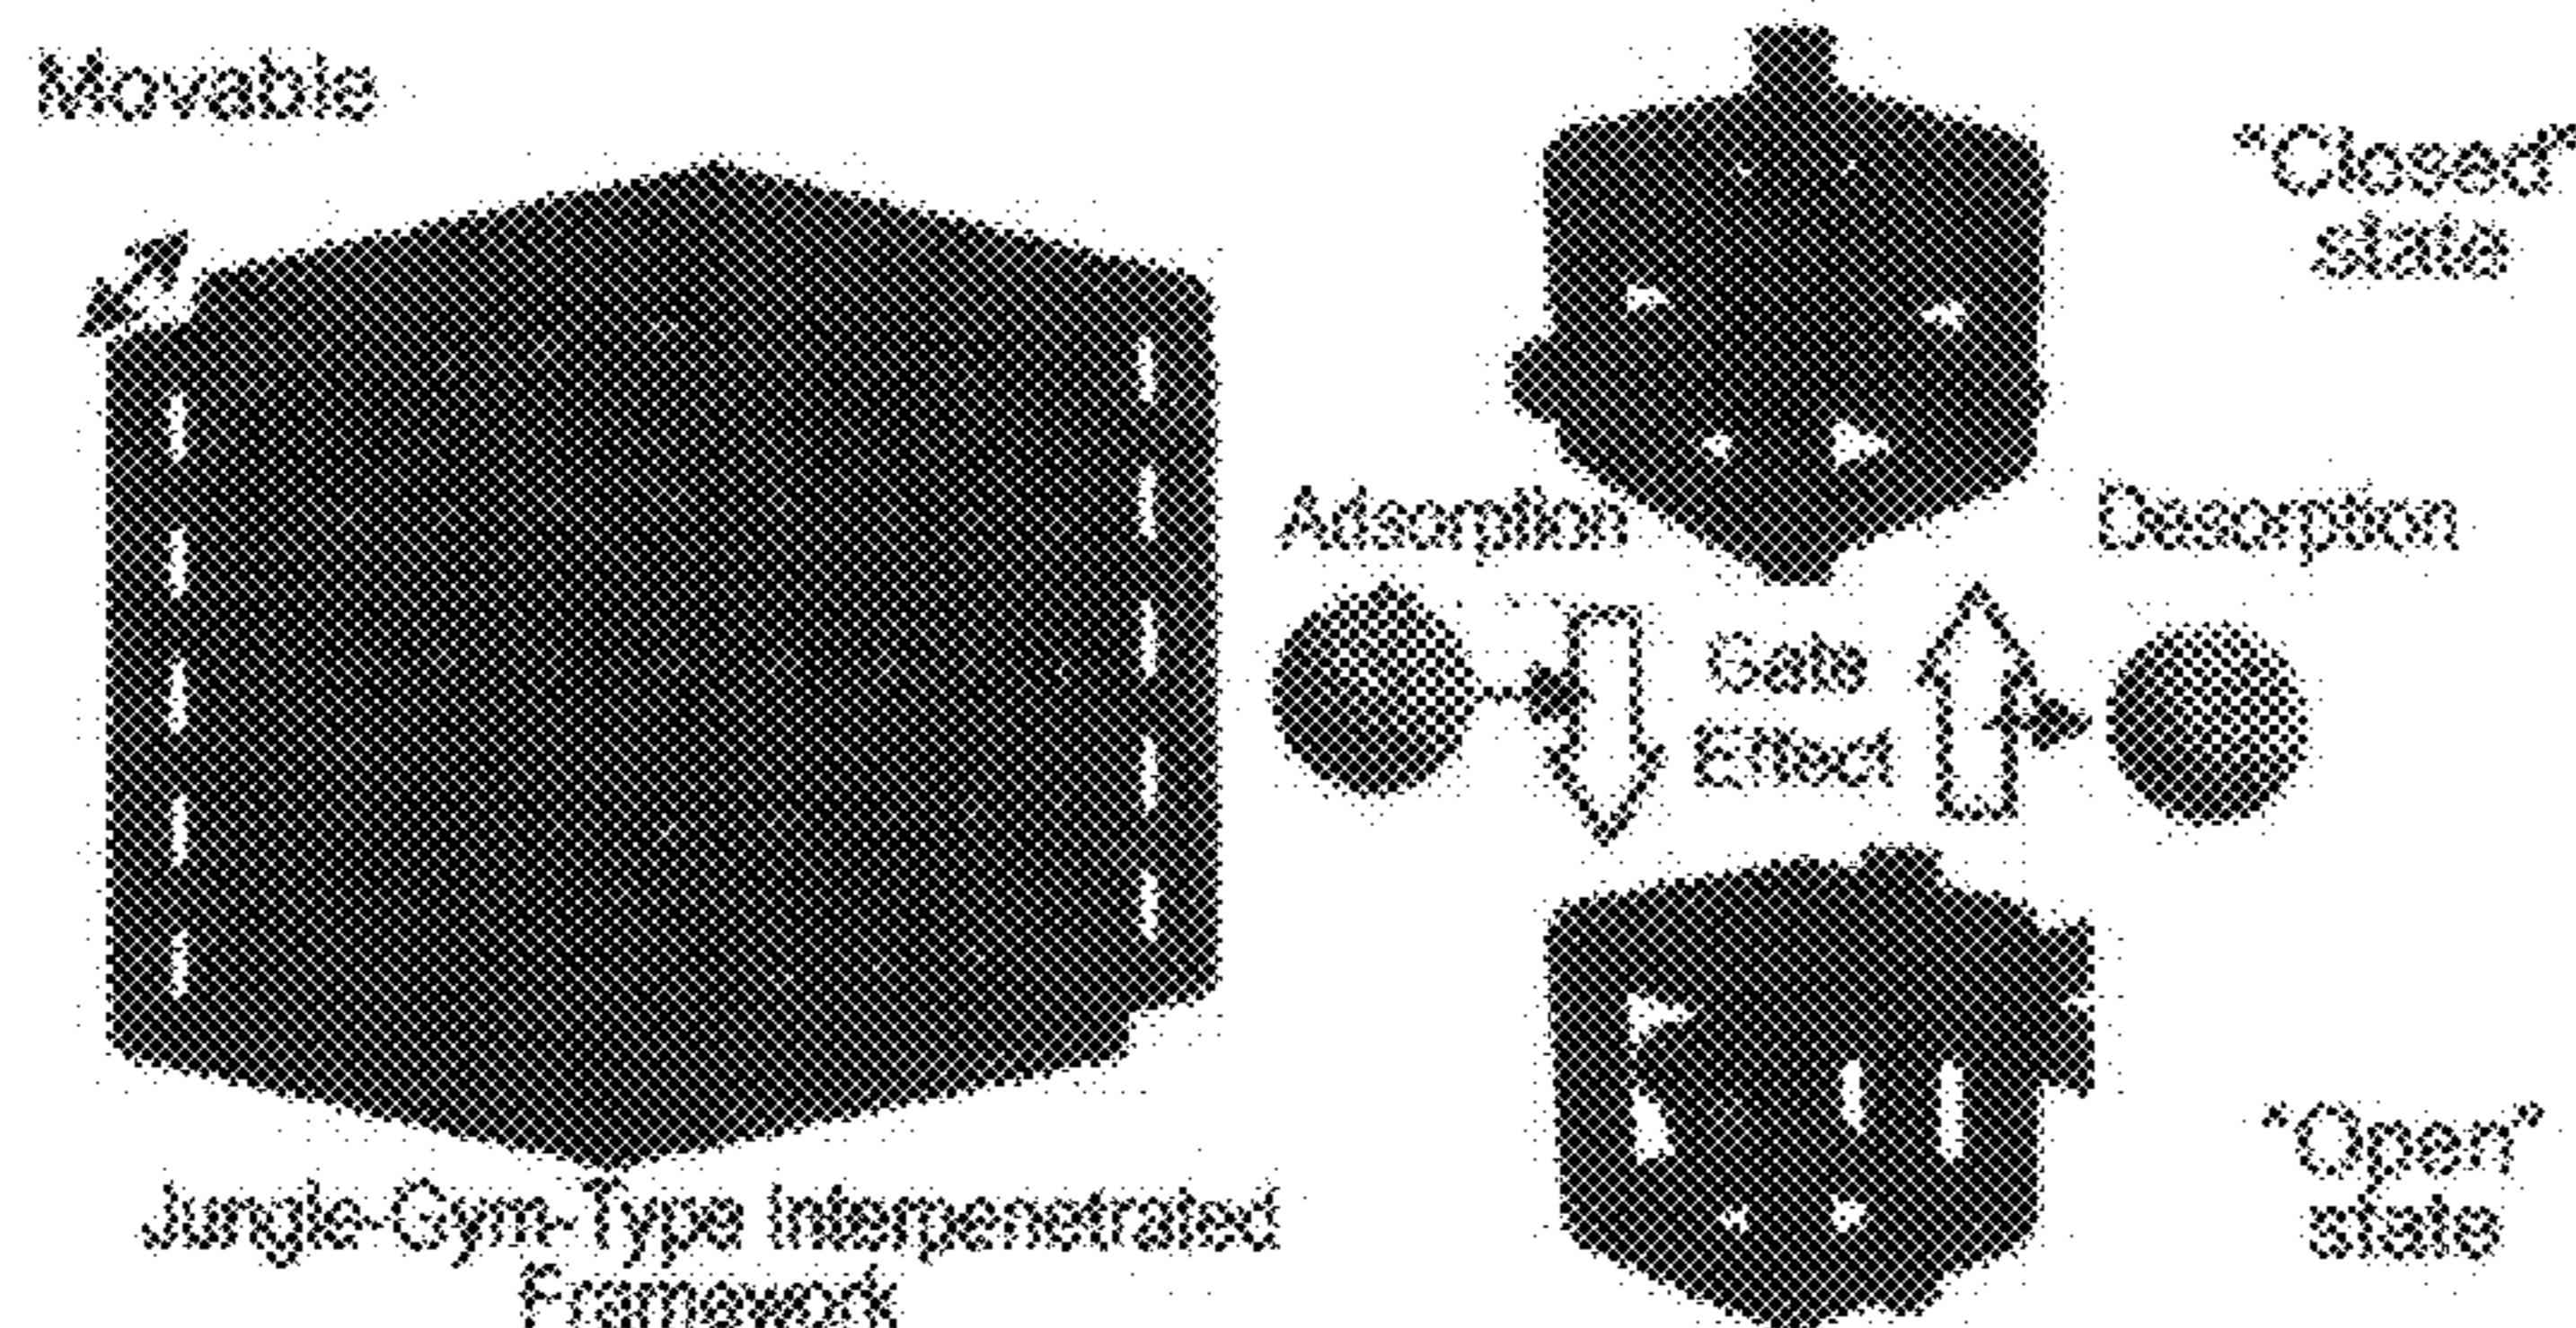 Movable
"Closed"
state
Adsorption
Desorption
Gate
Effect
"Open"
state
Jungle-Gym-Type Interpenetrated
Framework